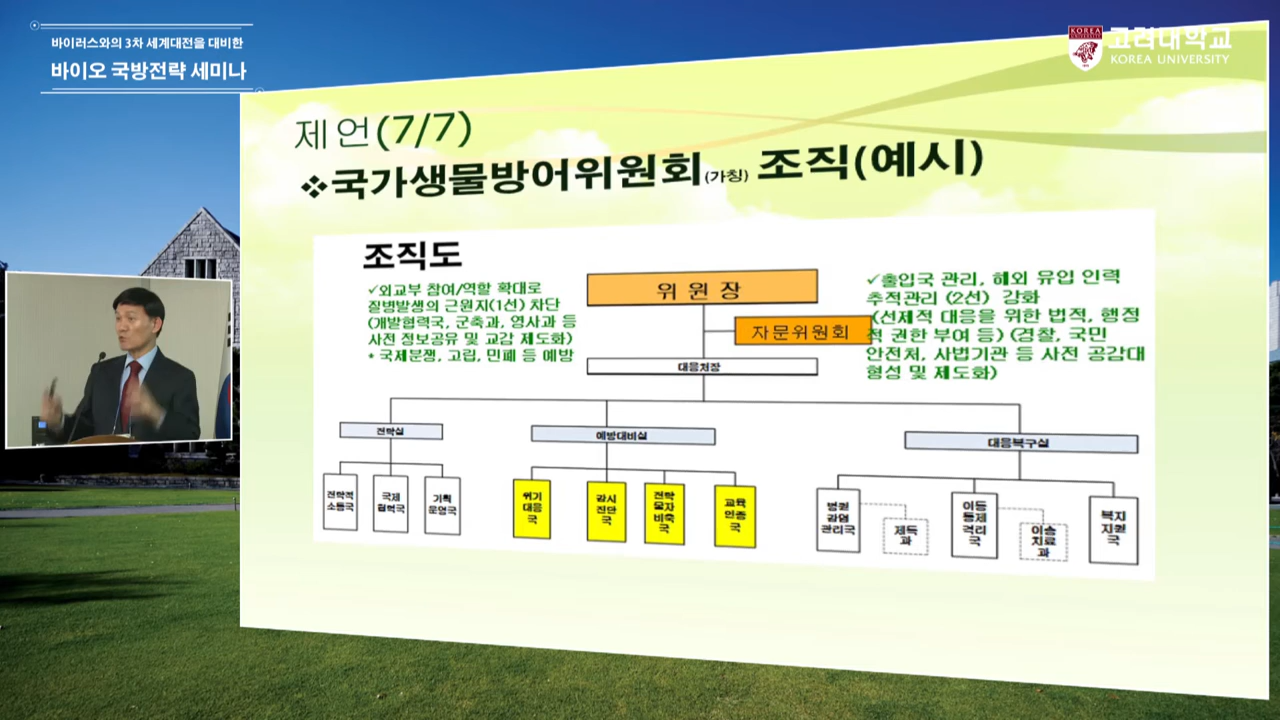 바이러스와의 3차 세계대전을 대비한
바이오 국방전략 세미나
KOREA
UNIVERSITY
고려대학교
KOREA UNIVERSITY
제언(7/7)
❖국가생물방어위원회(가칭) 조직(예시)
조직도
✓외교부 참여/역할 확대로
질병발생의 근원지(1선) 차단
(개발협력국, 군축과, 영사과 등
사전 정보공유 및 교감 제도화)
* 국제분쟁, 고립, 민폐 등 예방
위원장
자문위원회
대응처장
✓출입국 관리, 해외 유입 인력
추적관리 (2선) 강화
(선제적 대응을 위한 법적, 행정
적 권한 부여 등) (경찰, 국민
안전처, 사법기관 등 사전 공감대
형성 및 제도화)
전략실
예방대비실
대응복구실
전략적
소통국
국제
협력국
기획
운영국
위기
대응
국
감시
진단
국
전략
물자
비축
국
교육
인증
국
병원
감염
관리국
제독
과
이동
통제
격리
국
이송
치료
과
복지
지원
국